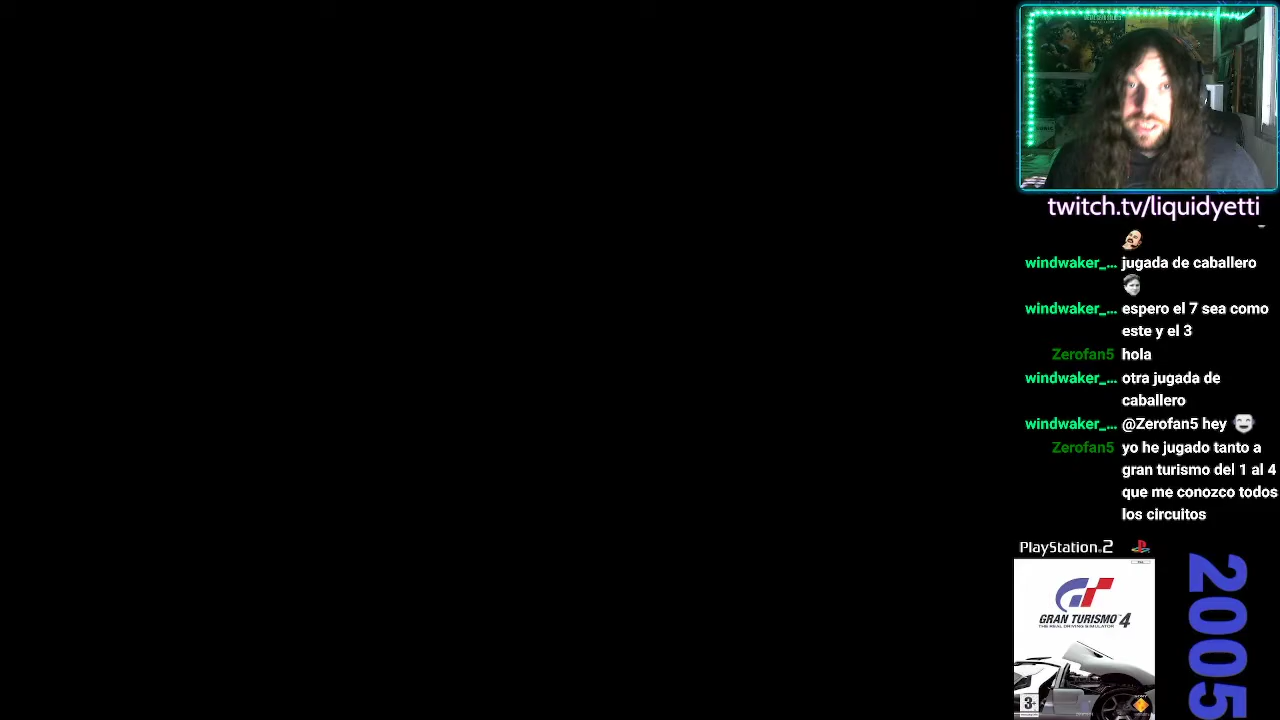 twitch.tv/liquidyetti
windwaker_... jugada de caballero
windwaker_... espero el 7 sea como
este y el 3
Zerofan5 hola
windwaker_... otra jugada de
caballero
windwaker_... @Zerofan5 hey
Zerofan5 yo he jugado tanto a
gran turismo del 1 al 4
que me conozco todos
los circuitos
PlayStation.2
GT
GRAN TURISMO 4
THE REAL DRIVING SIMULATOR
3+
SONY
2005